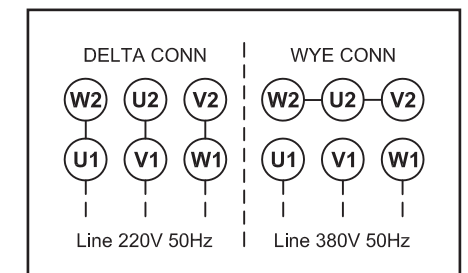 DELTA CONN
W2 U2 V2
U1 V1 W1
Line 220V 50Hz
WYE CONN
W2 U2 V2
U1 V1 W1
Line 380V 50Hz